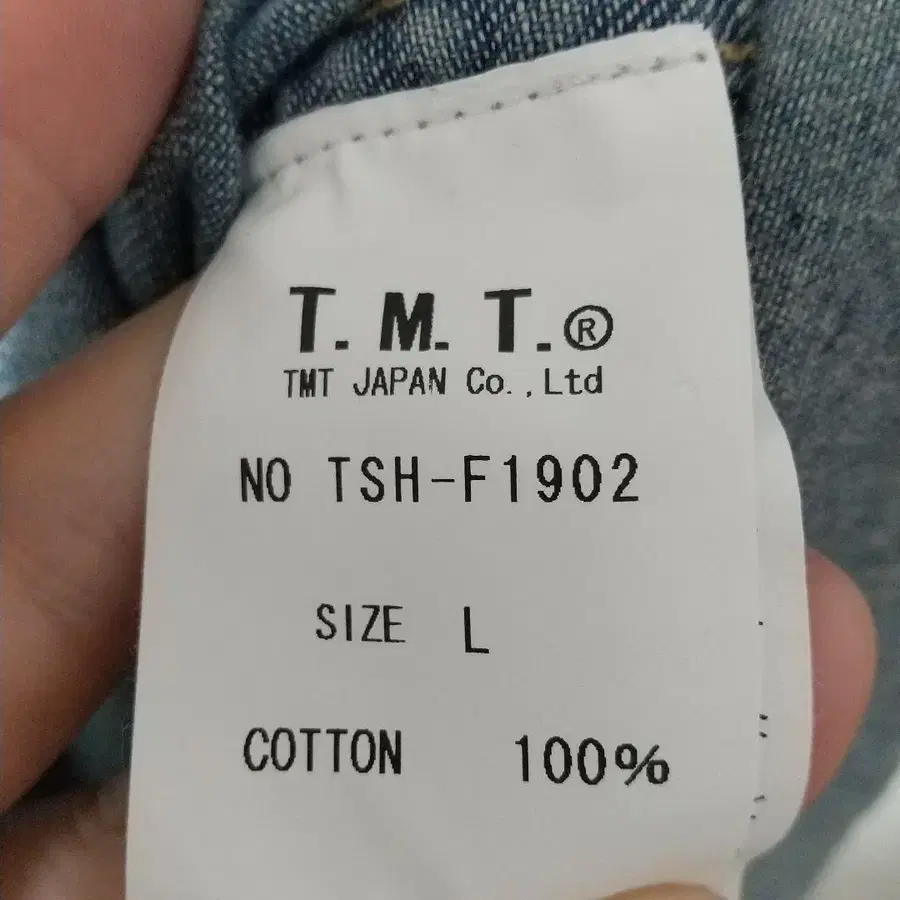 T. M. T.®
TMT JAPAN Co.,Ltd
NO TSH-F1902
SIZE L
COTTON 100%